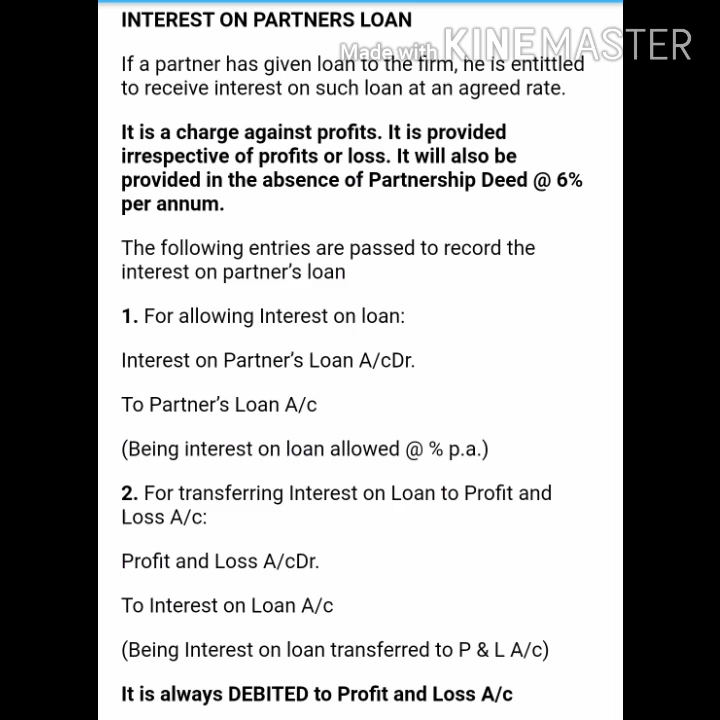 INTEREST ON PARTNERS LOAN
Made with KINEMASTER
If a partner has given loan to the firm, he is entittled
to receive interest on such loan at an agreed rate.
It is a charge against profits. It is provided
irrespective of profits or loss. It will also be
provided in the absence of Partnership Deed @ 6%
per annum.
The following entries are passed to record the
interest on partner’s loan
1. For allowing Interest on loan:
Interest on Partner’s Loan A/cDr.
To Partner’s Loan A/c
(Being interest on loan allowed @ % p.a.)
2. For transferring Interest on Loan to Profit and
Loss A/c:
Profit and Loss A/cDr.
To Interest on Loan A/c
(Being Interest on loan transferred to P & L A/c)
It is always DEBITED to Profit and Loss A/c